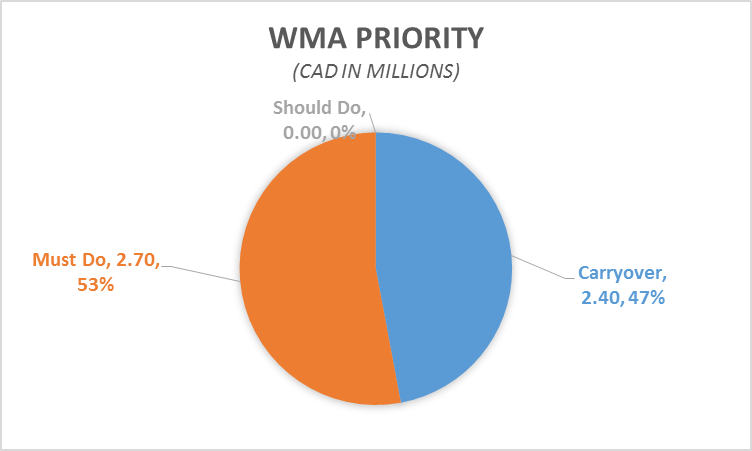 WMA PRIORITY
(CAD IN MILLIONS)
Should Do,
0.00, 0%
Must Do, 2.70,
53%
Carryover,
2.40, 47%